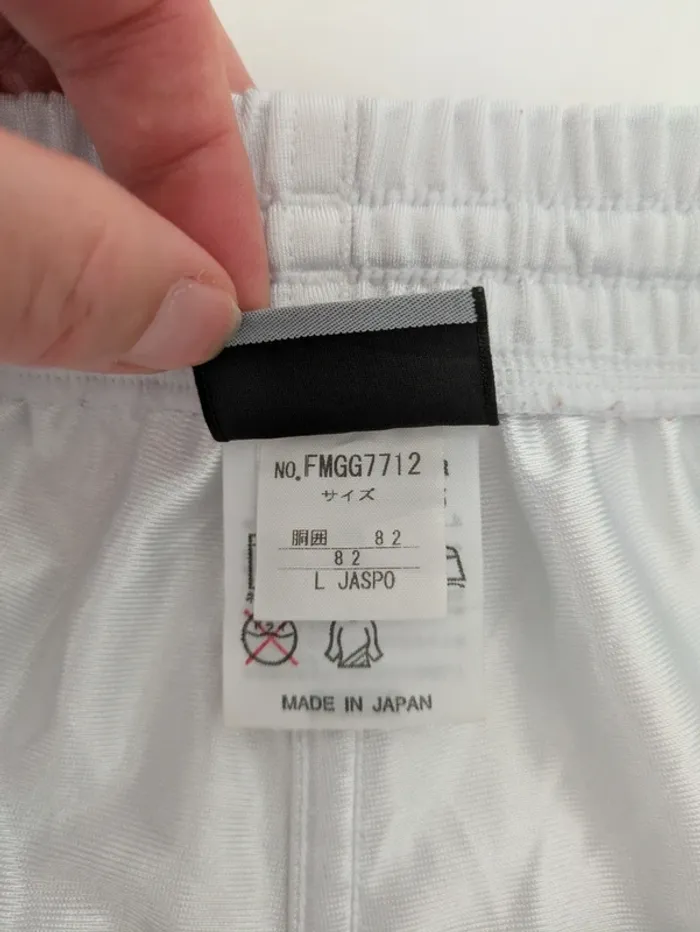 NO.FMGG7712
サイズ
胴囲 82
82
L JASPO
MADE IN JAPAN